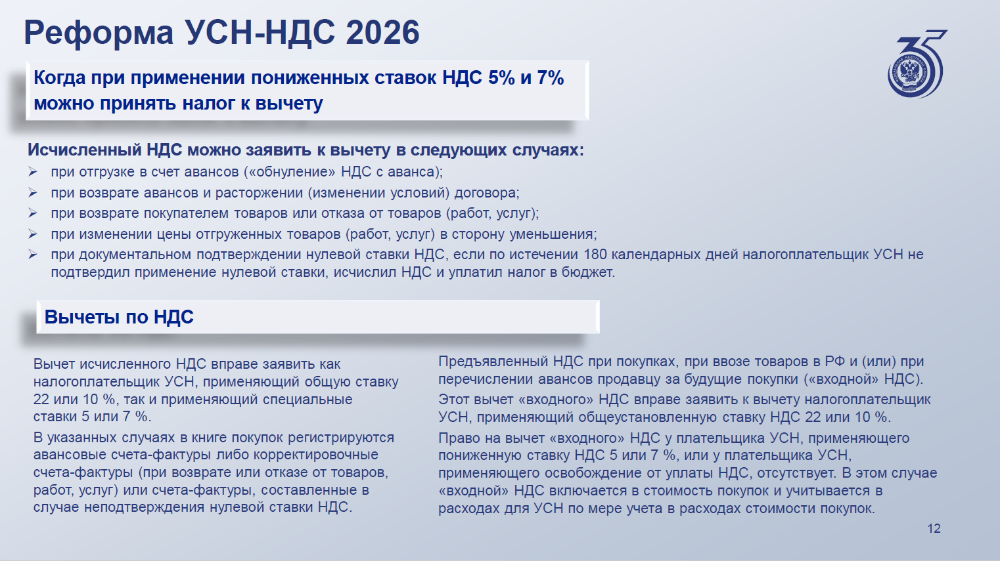 Реформа УСН-НДС 2026
Когда при применении пониженных ставок НДС 5% и 7%
можно принять налог к вычету
Исчисленный НДС можно заявить к вычету в следующих случаях:
➢ при отгрузке в счет авансов («обнуление» НДС с аванса);
➢ при возврате авансов и расторжении (изменении условий) договора;
➢ при возврате покупателем товаров или отказа от товаров (работ, услуг);
➢ при изменении цены отгруженных товаров (работ, услуг) в сторону уменьшения;
➢ при документальном подтверждении нулевой ставки НДС, если по истечении 180 календарных дней налогоплательщик УСН не
подтвердил применение нулевой ставки, исчислил НДС и уплатил налог в бюджет.
Вычеты по НДС
Вычет исчисленного НДС вправе заявить как
налогоплательщик УСН, применяющий общую ставку
22 или 10 %, так и применяющий специальные
ставки 5 или 7 %.
В указанных случаях в книге покупок регистрируются
авансовые счета-фактуры либо корректировочные
счета-фактуры (при возврате или отказе от товаров,
работ, услуг) или счета-фактуры, составленные в
случае неподтверждения нулевой ставки НДС.
Предъявленный НДС при покупках, при ввозе товаров в РФ и (или) при
перечислении авансов продавцу за будущие покупки («входной» НДС).
Этот вычет «входного» НДС вправе заявить к вычету налогоплательщик
УСН, применяющий общеустановленную ставку НДС 22 или 10 %.
Право на вычет «входного» НДС у плательщика УСН, применяющего
пониженную ставку НДС 5 или 7 %, или у плательщика УСН,
применяющего освобождение от уплаты НДС, отсутствует. В этом случае
«входной» НДС включается в стоимость покупок и учитывается в
расходах для УСН по мере учета в расходах стоимости покупок.
12